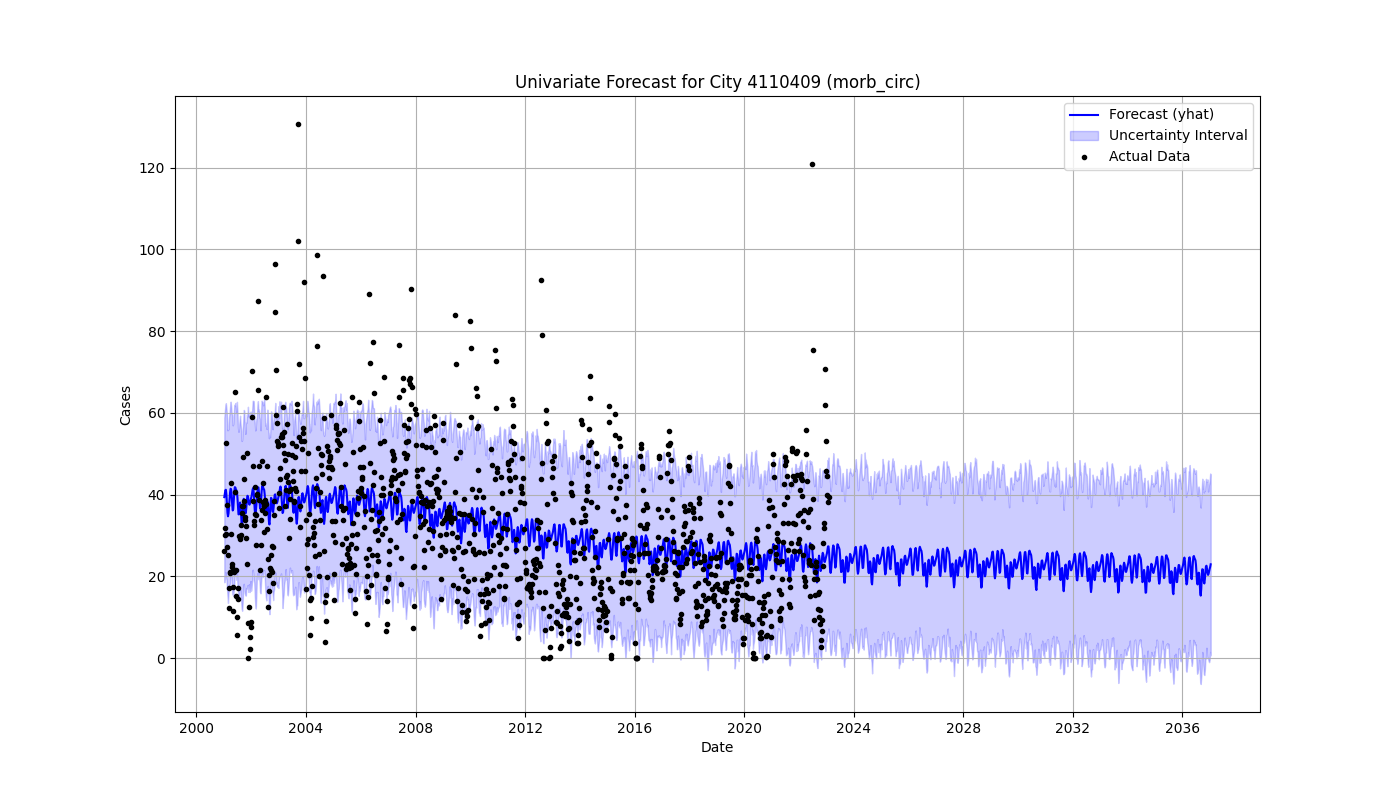 Univariate Forecast for City 4110409 (morb_circ)
Forecast (yhat)
Uncertainty Interval
Actual Data
120
100
80
60
40
20
0
Cases
2000 2004 2008 2012 2016 2020 2024 2028 2032 2036
Date